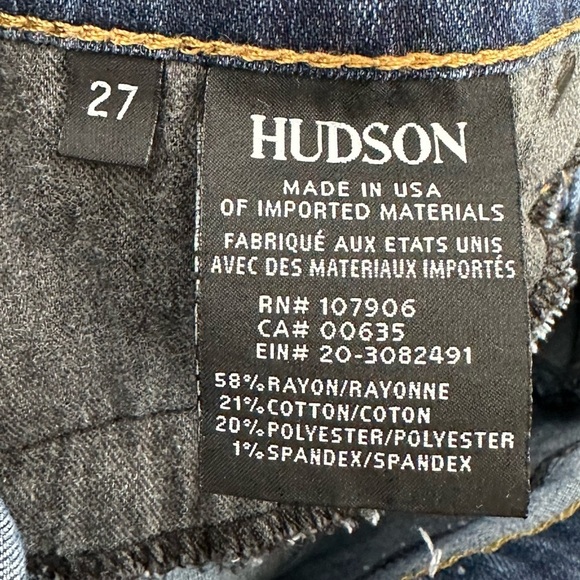 27
HUDSON
MADE IN USA
OF IMPORTED MATERIALS
FABRIQUÉ AUX ETATS UNIS
AVEC DES MATERIAUX IMPORTÉS
RN# 107906
CA# 00635
EIN# 20-3082491
58% RAYON/RAYONNE
21% COTTON/COTON
20% POLYESTER/POLYESTER
1% SPANDEX/SPANDEX